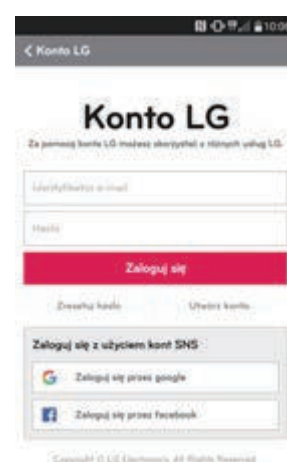 10:00
< Konto LG
Konto LG
Za pomocą konta LG możesz skorzystać z różnych usług LG.
Identyfikator e-mail
Hasło
Zaloguj się
Zresetuj hasło Utwórz konto
Zaloguj się z użyciem kont SNS
G Zaloguj się przez google
f Zaloguj się przez facebook
Copyright © LG Electronics. All Rights Reserved